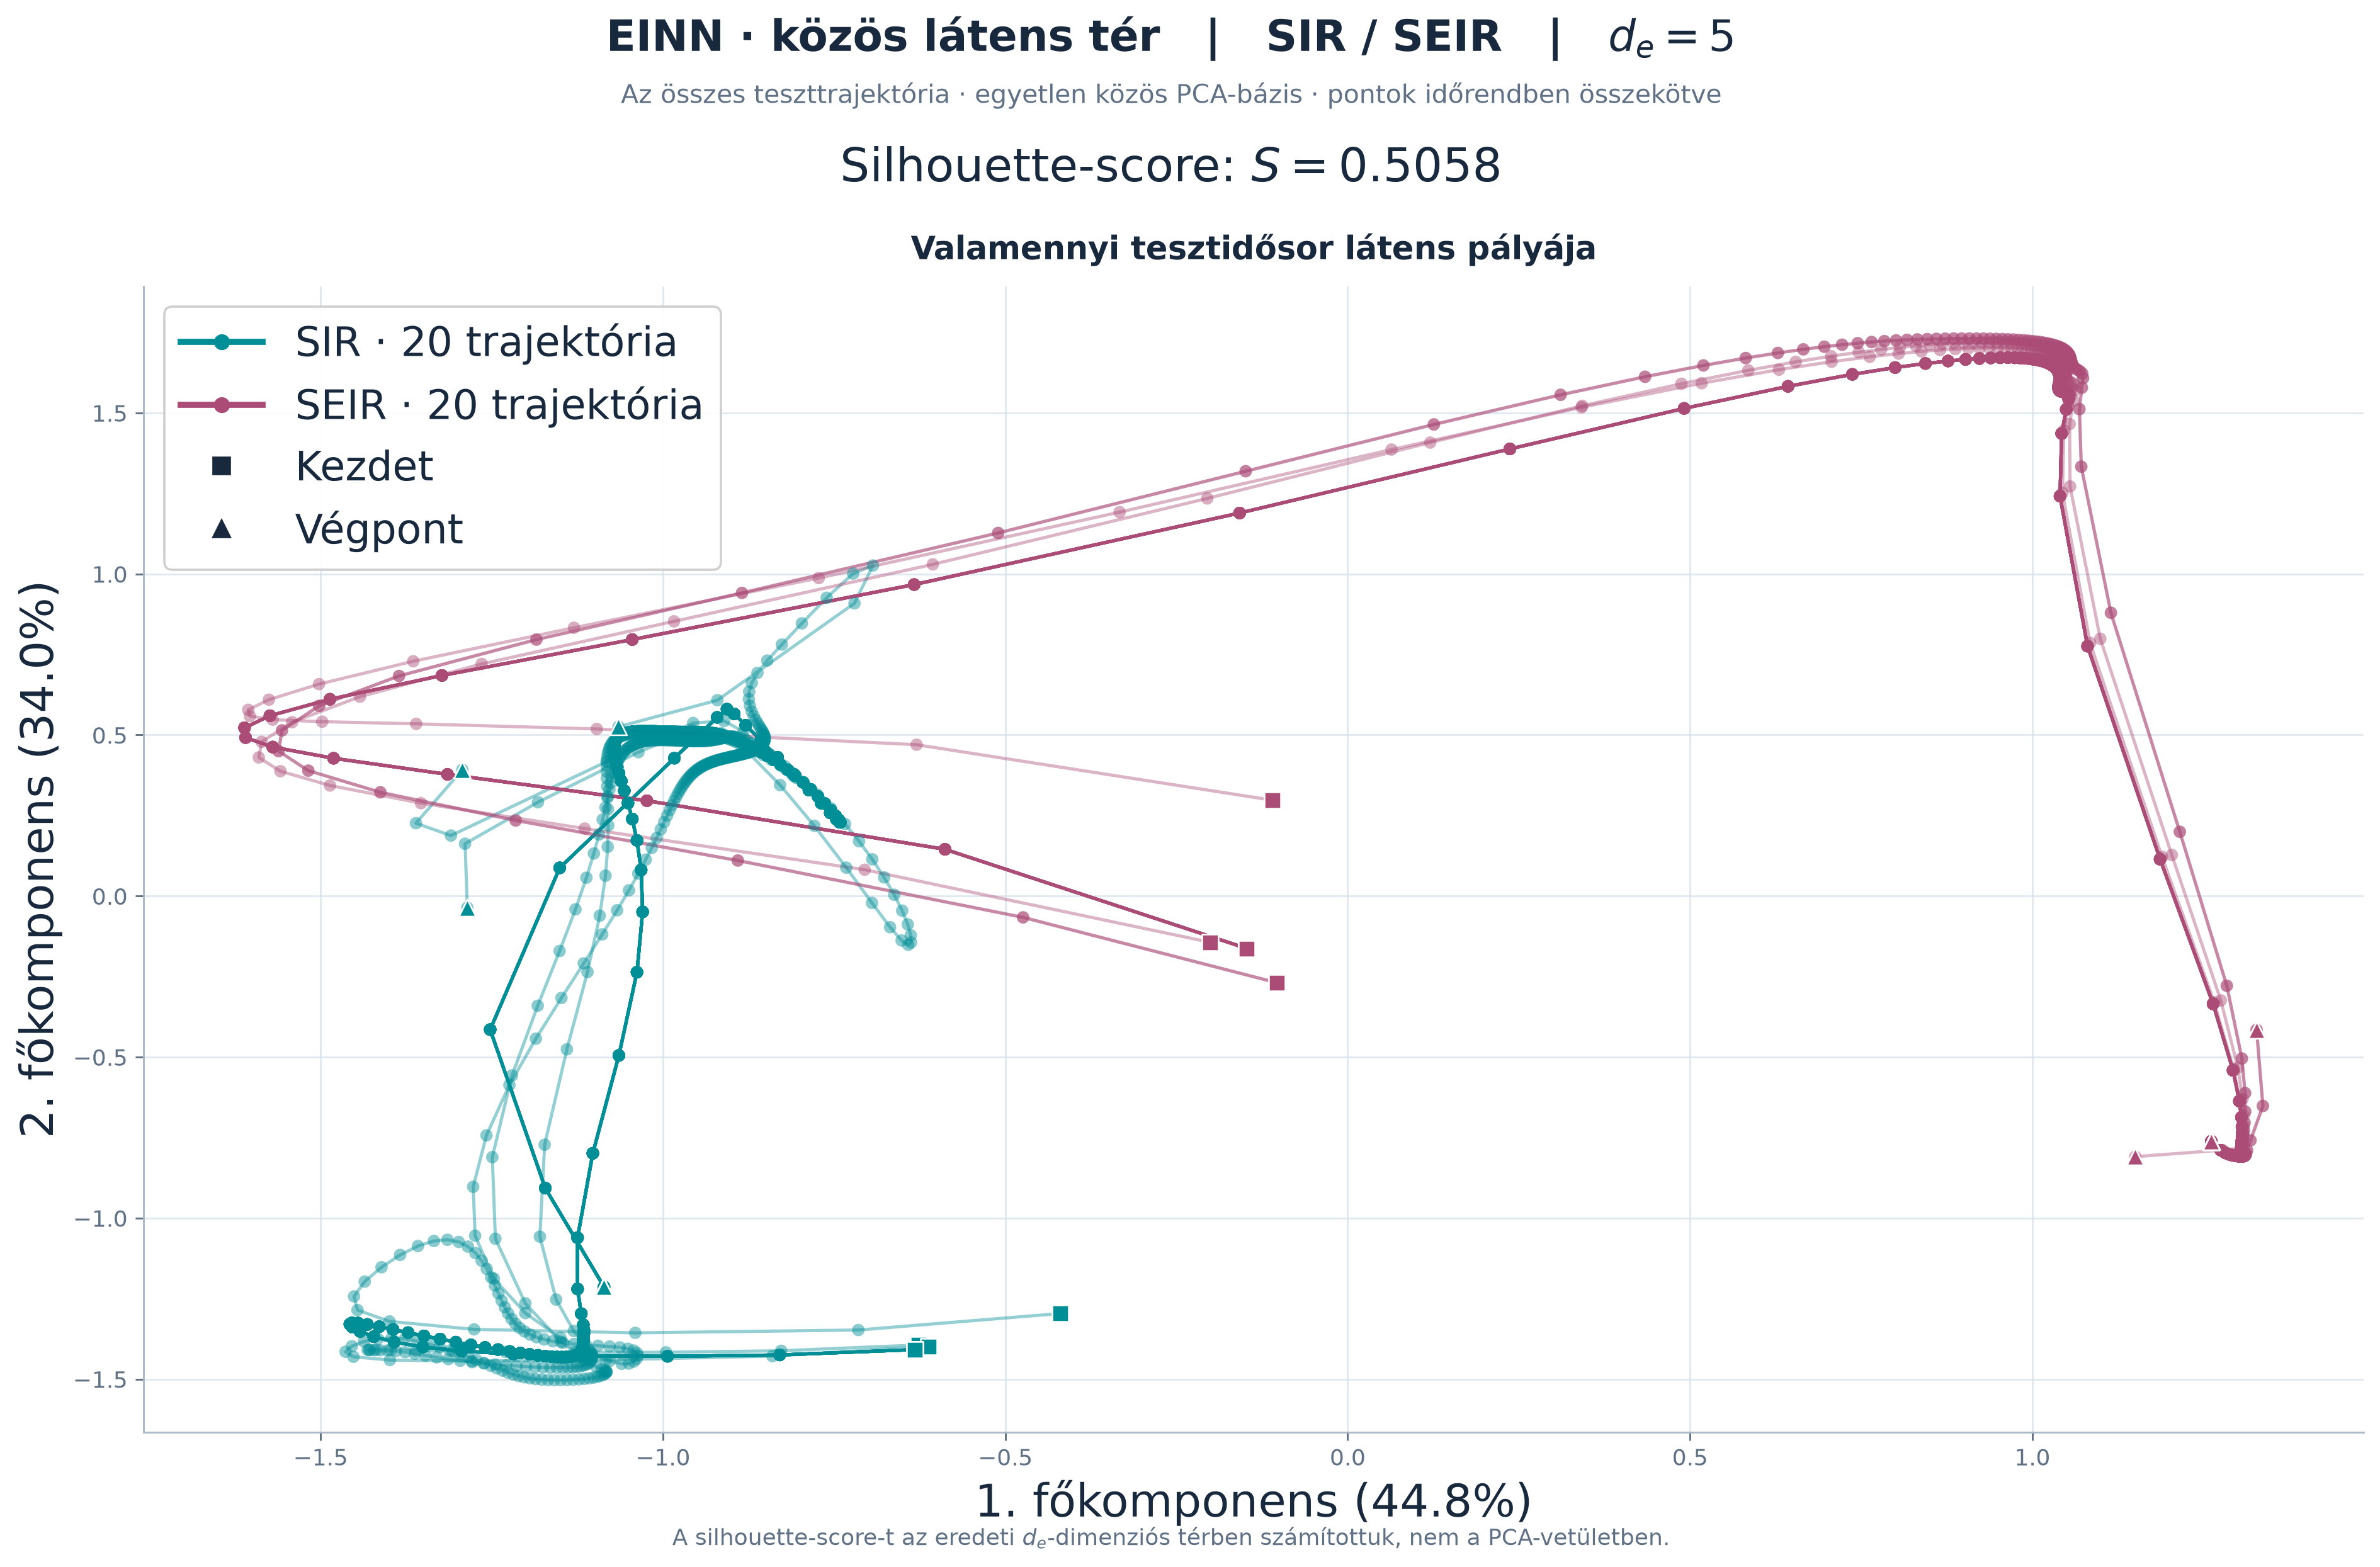 EINN · közös látens tér | SIR / SEIR | dₑ = 5
Az összes teszttrajektória · egyetlen közös PCA-bázis · pontok időrendben összekötve
Silhouette-score: S = 0.5058
Valamennyi tesztidősor látens pályája
SIR · 20 trajektória
SEIR · 20 trajektória
Kezdet
Végpont
2. főkomponens (34.0%)
1.5
1.0
0.5
0.0
−0.5
−1.0
−1.5
−1.5 −1.0 −0.5 0.0 0.5 1.0
1. főkomponens (44.8%)
A silhouette-score-t az eredeti dₑ-dimenziós térben számítottuk, nem a PCA-vetületben.